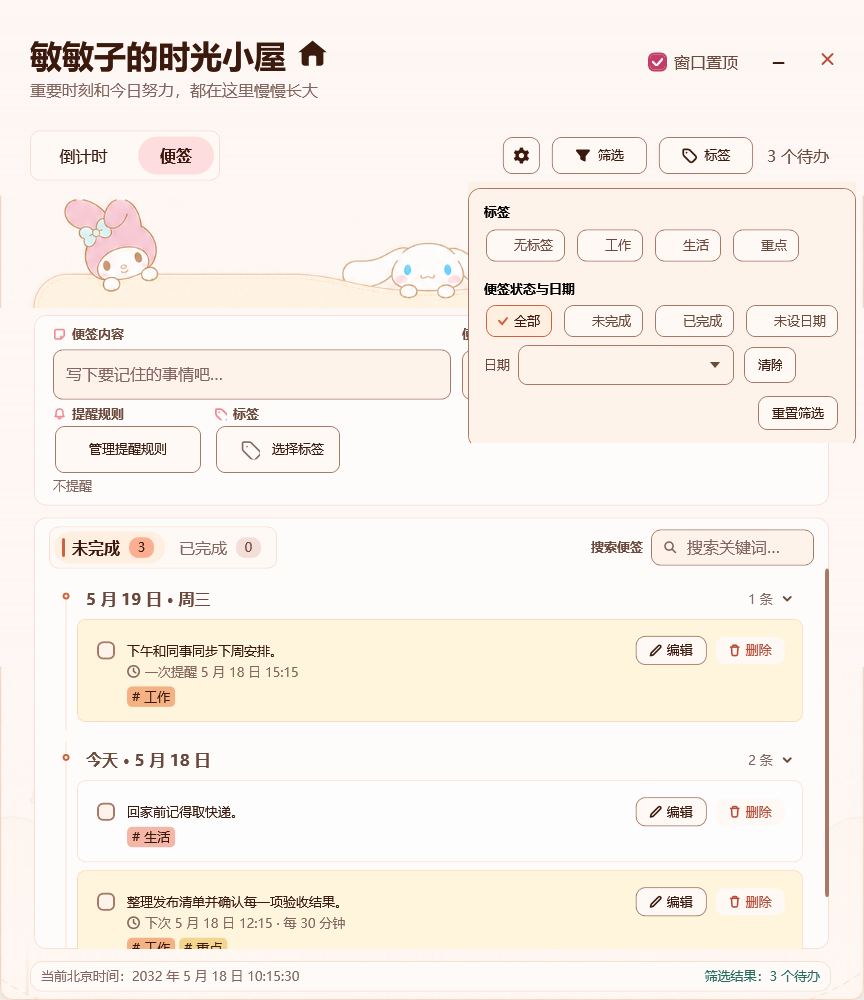 敏敏子的时光小屋
重要时刻和今日努力，都在这里慢慢长大
窗口置顶
倒计时 便签
筛选 标签 3 个待办
标签
无标签 工作 生活 重点
便签状态与日期
全部 未完成 已完成 未设日期
日期 清除
重置筛选
便签内容
写下要记住的事情吧...
提醒规则 标签
管理提醒规则 选择标签
不提醒
未完成 3 已完成 0 搜索便签 搜索关键词...
5 月 19 日 • 周三 1 条
下午和同事同步下周安排。 编辑 删除
一次提醒 5 月 18 日 15:15
# 工作
今天 • 5 月 18 日 2 条
回家前记得取快递。 编辑 删除
# 生活
整理发布清单并确认每一项验收结果。 编辑 删除
下次 5 月 18 日 12:15 · 每 30 分钟
# 工作 # 重点
当前北京时间：2032 年 5 月 18 日 10:15:30 筛选结果：3 个待办